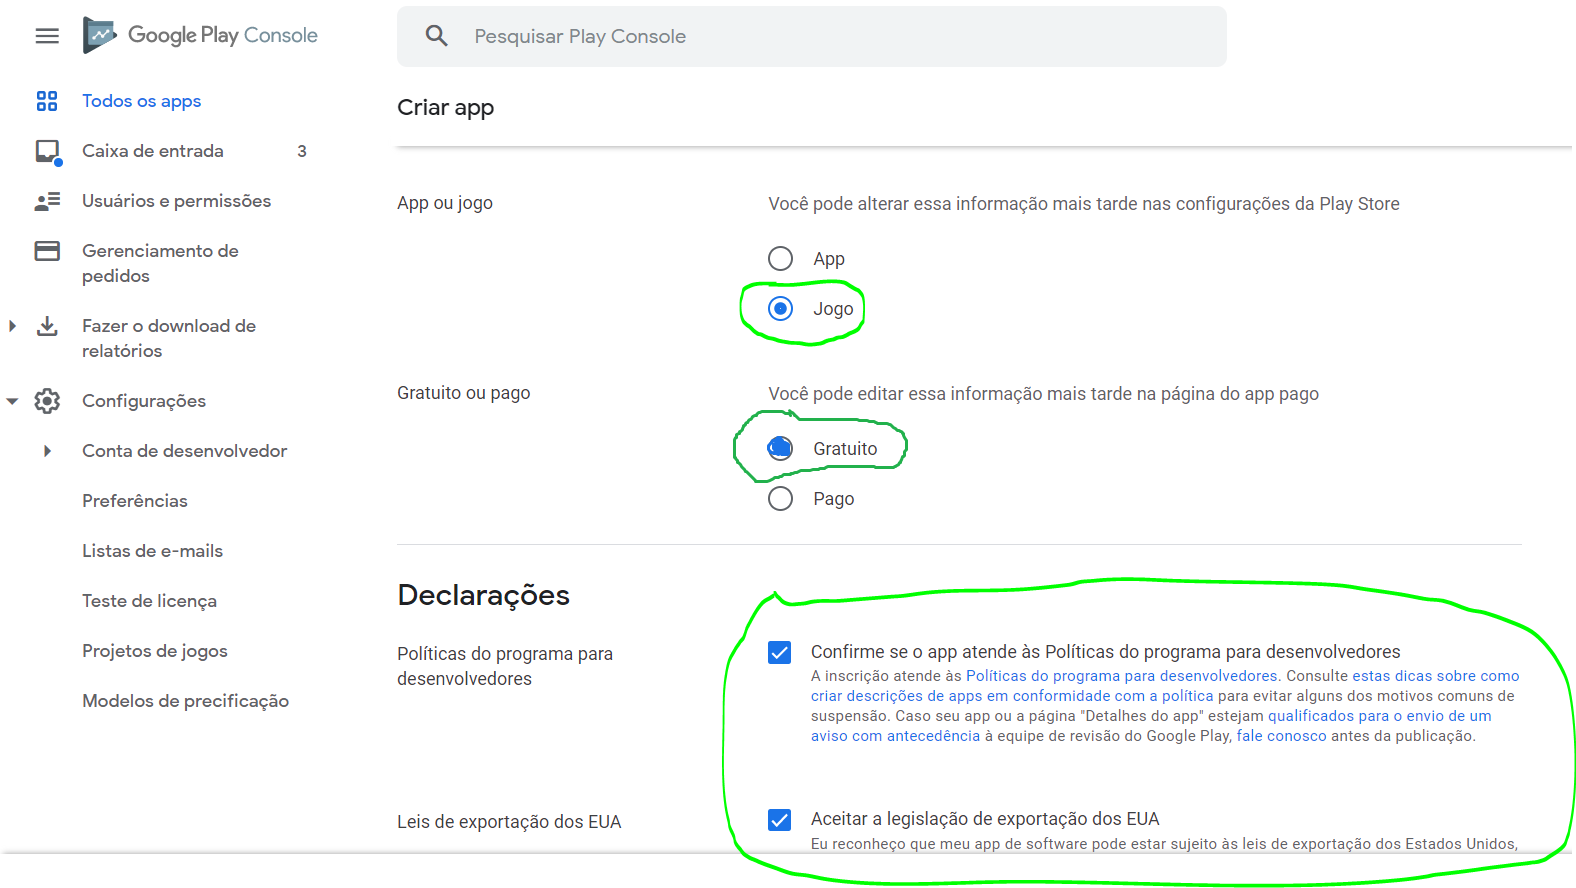 Google Play Console
Pesquisar Play Console
Todos os apps
Caixa de entrada 3
Usuários e permissões
Gerenciamento de
pedidos
Fazer o download de
relatórios
Configurações
Conta de desenvolvedor
Preferências
Listas de e-mails
Teste de licença
Projetos de jogos
Modelos de precificação
Criar app
App ou jogo
Você pode alterar essa informação mais tarde nas configurações da Play Store
App
Jogo
Gratuito ou pago
Você pode editar essa informação mais tarde na página do app pago
Gratuito
Pago
Declarações
Políticas do programa para
desenvolvedores
Confirme se o app atende às Políticas do programa para desenvolvedores
A inscrição atende às Políticas do programa para desenvolvedores. Consulte estas dicas sobre como
criar descrições de apps em conformidade com a política para evitar alguns dos motivos comuns de
suspensão. Caso seu app ou a página "Detalhes do app" estejam qualificados para o envio de um
aviso com antecedência à equipe de revisão do Google Play, fale conosco antes da publicação.
Leis de exportação dos EUA
Aceitar a legislação de exportação dos EUA
Eu reconheço que meu app de software pode estar sujeito às leis de exportação dos Estados Unidos,